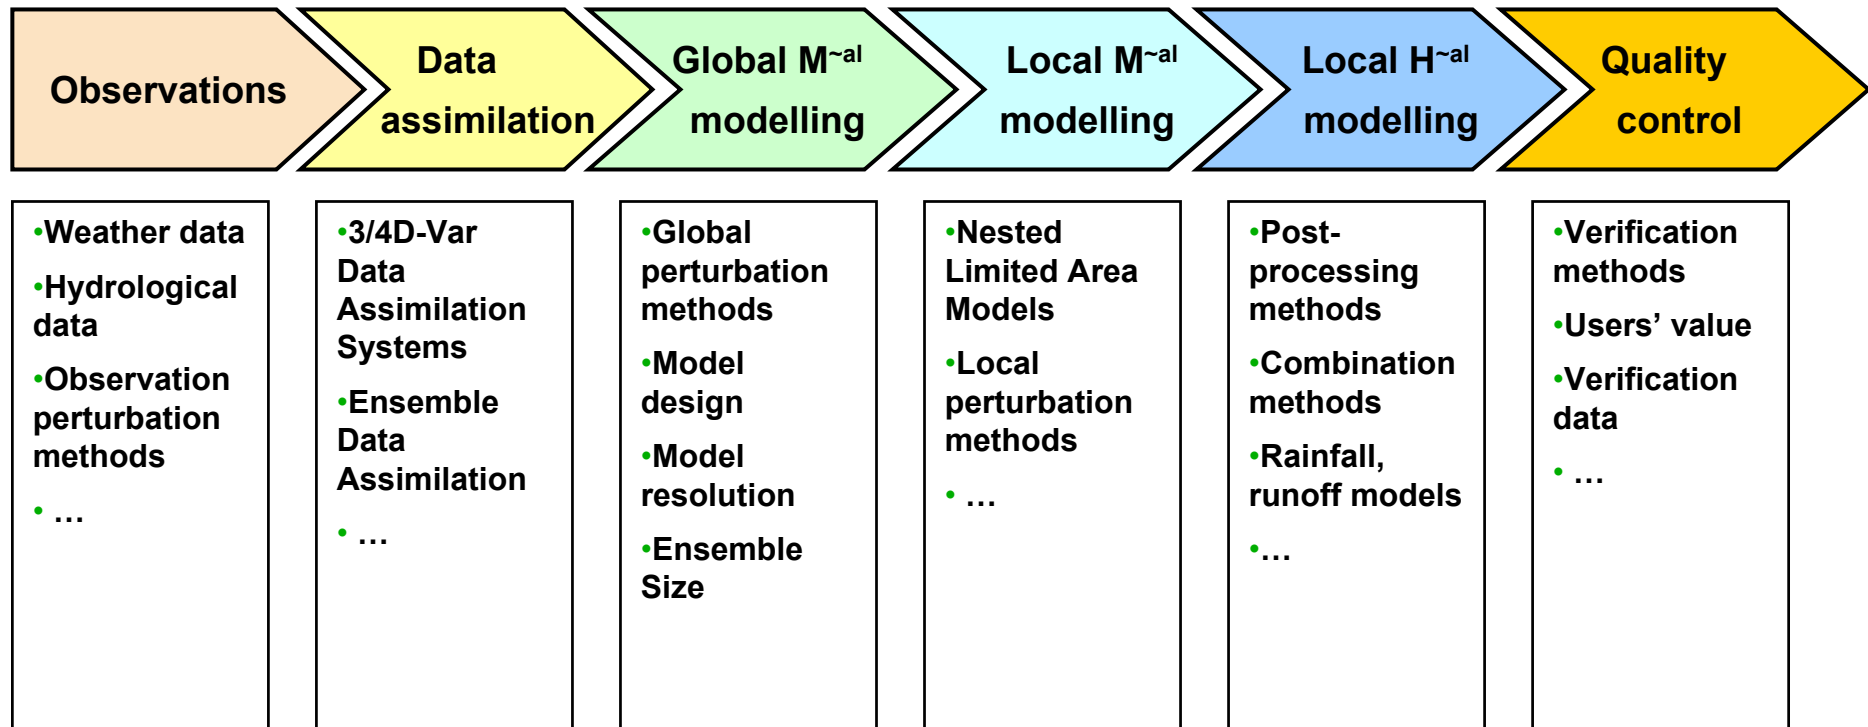 Observations
Data
assimilation
Global M~al
modelling
Local M~al
modelling
Local H~al
modelling
Quality
control
•Weather data
•Hydrological
data
•Observation
perturbation
methods
• …
•3/4D-Var
Data
Assimilation
Systems
•Ensemble
Data
Assimilation
• …
•Global
perturbation
methods
•Model
design
•Model
resolution
•Ensemble
Size
•Nested
Limited Area
Models
•Local
perturbation
methods
• …
•Post-
processing
methods
•Combination
methods
•Rainfall,
runoff models
•…
•Verification
methods
•Users’ value
•Verification
data
• …